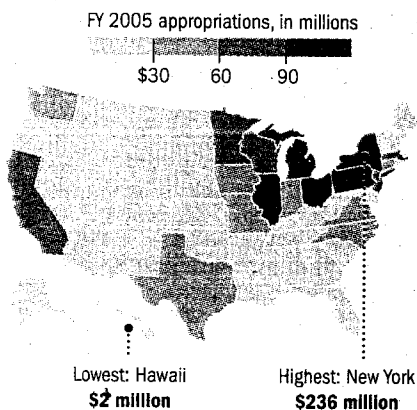 FY 2005 appropriations, in millions
$30 60 90
Lowest: Hawaii
$2 million
Highest: New York
$236 million